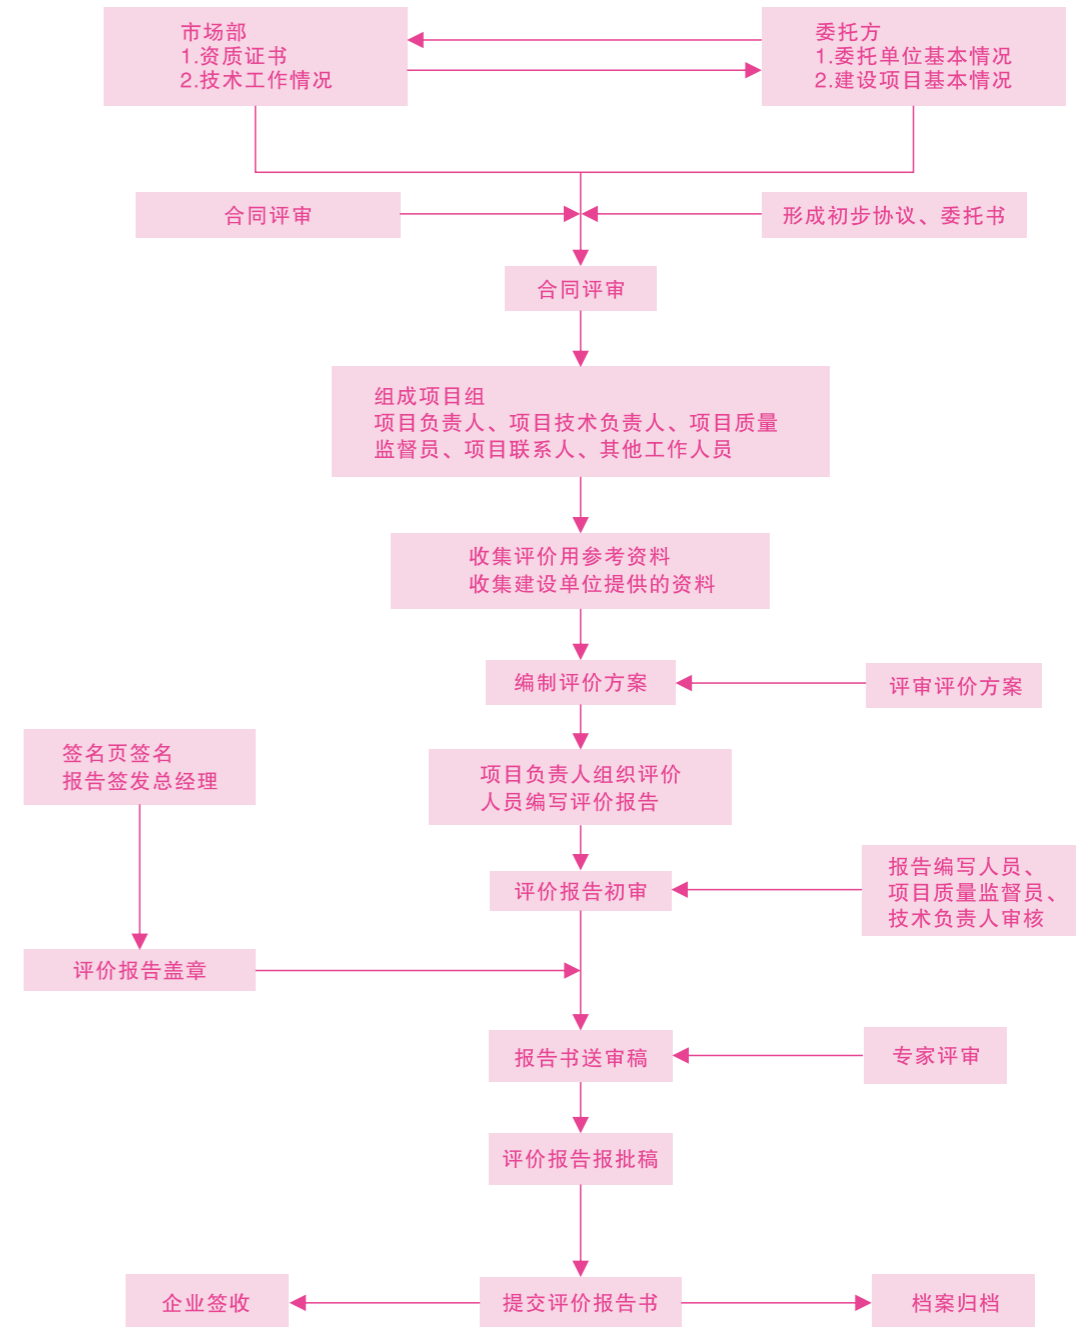 市场部
1.资质证书
2.技术工作情况
委托方
1.委托单位基本情况
2.建设项目基本情况
合同评审
形成初步协议、委托书
合同评审
组成项目组
项目负责人、项目技术负责人、项目质量
监督员、项目联系人、其他工作人员
收集评价用参考资料
收集建设单位提供的资料
编制评价方案
评审评价方案
签名页签名
报告签发总经理
项目负责人组织评价
人员编写评价报告
评价报告初审
报告编写人员、
项目质量监督员、
技术负责人审核
评价报告盖章
报告书送审稿
专家评审
评价报告报批稿
企业签收
提交评价报告书
档案归档